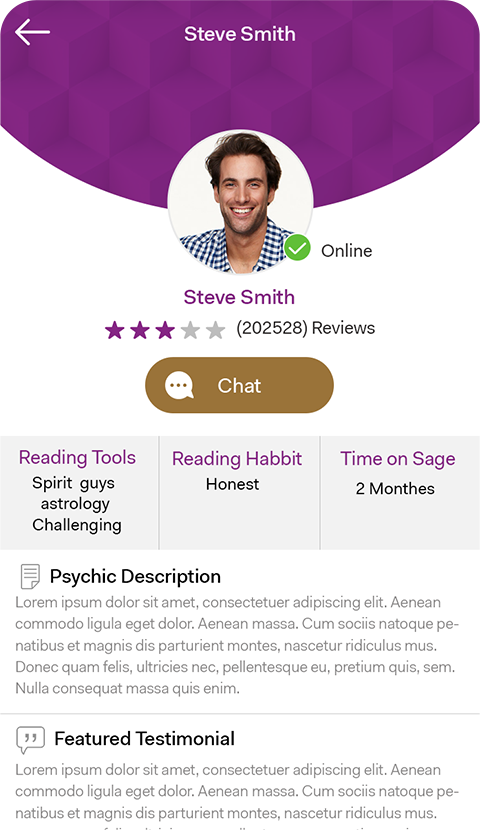 Steve Smith
Online
Steve Smith
(202528) Reviews
Chat
Reading Tools
Spirit guys
astrology
Challenging
Reading Habbit
Honest
Time on Sage
2 Monthes
Psychic Description
Lorem ipsum dolor sit amet, consectetuer adipiscing elit. Aenean
commodo ligula eget dolor. Aenean massa. Cum sociis natoque pe-
natibus et magnis dis parturient montes, nascetur ridiculus mus.
Donec quam felis, ultricies nec, pellentesque eu, pretium quis, sem.
Nulla consequat massa quis enim.
Featured Testimonial
Lorem ipsum dolor sit amet, consectetuer adipiscing elit. Aenean
commodo ligula eget dolor. Aenean massa. Cum sociis natoque pe-
natibus et magnis dis parturient montes, nascetur ridiculus mus.